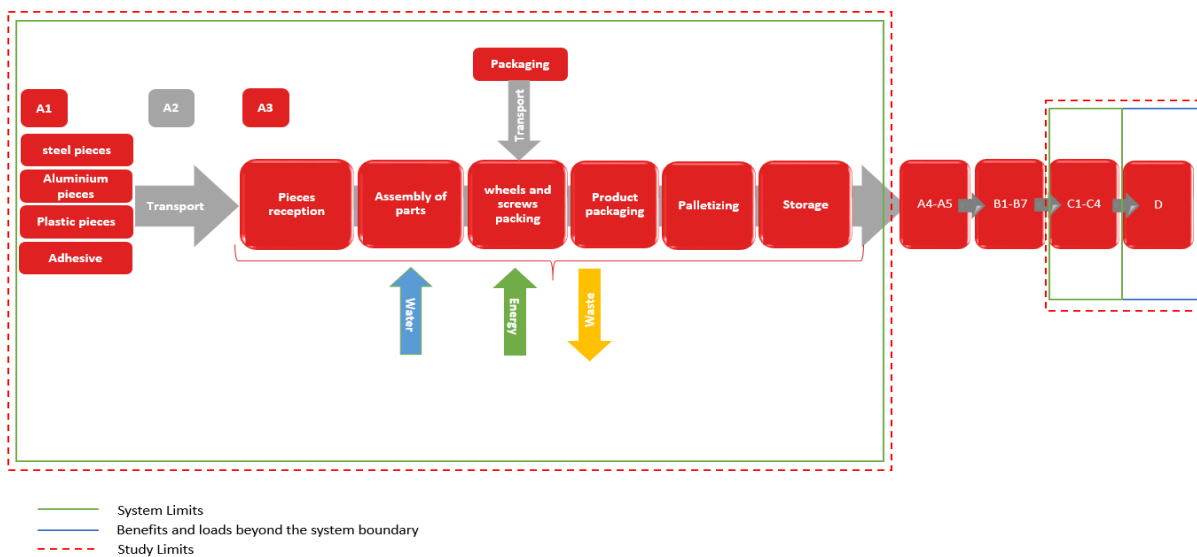 Packaging
Transport
A1
A2
A3
steel pieces
Aluminium
pieces
Plastic pieces
Adhesive
Transport
Pieces
reception
Assembly of
parts
wheels and
screws
packing
Product
packaging
Palletizing
Storage
A4-A5
B1-B7
C1-C4
D
Water
Energy
Waste
System Limits
Benefits and loads beyond the system boundary
Study Limits